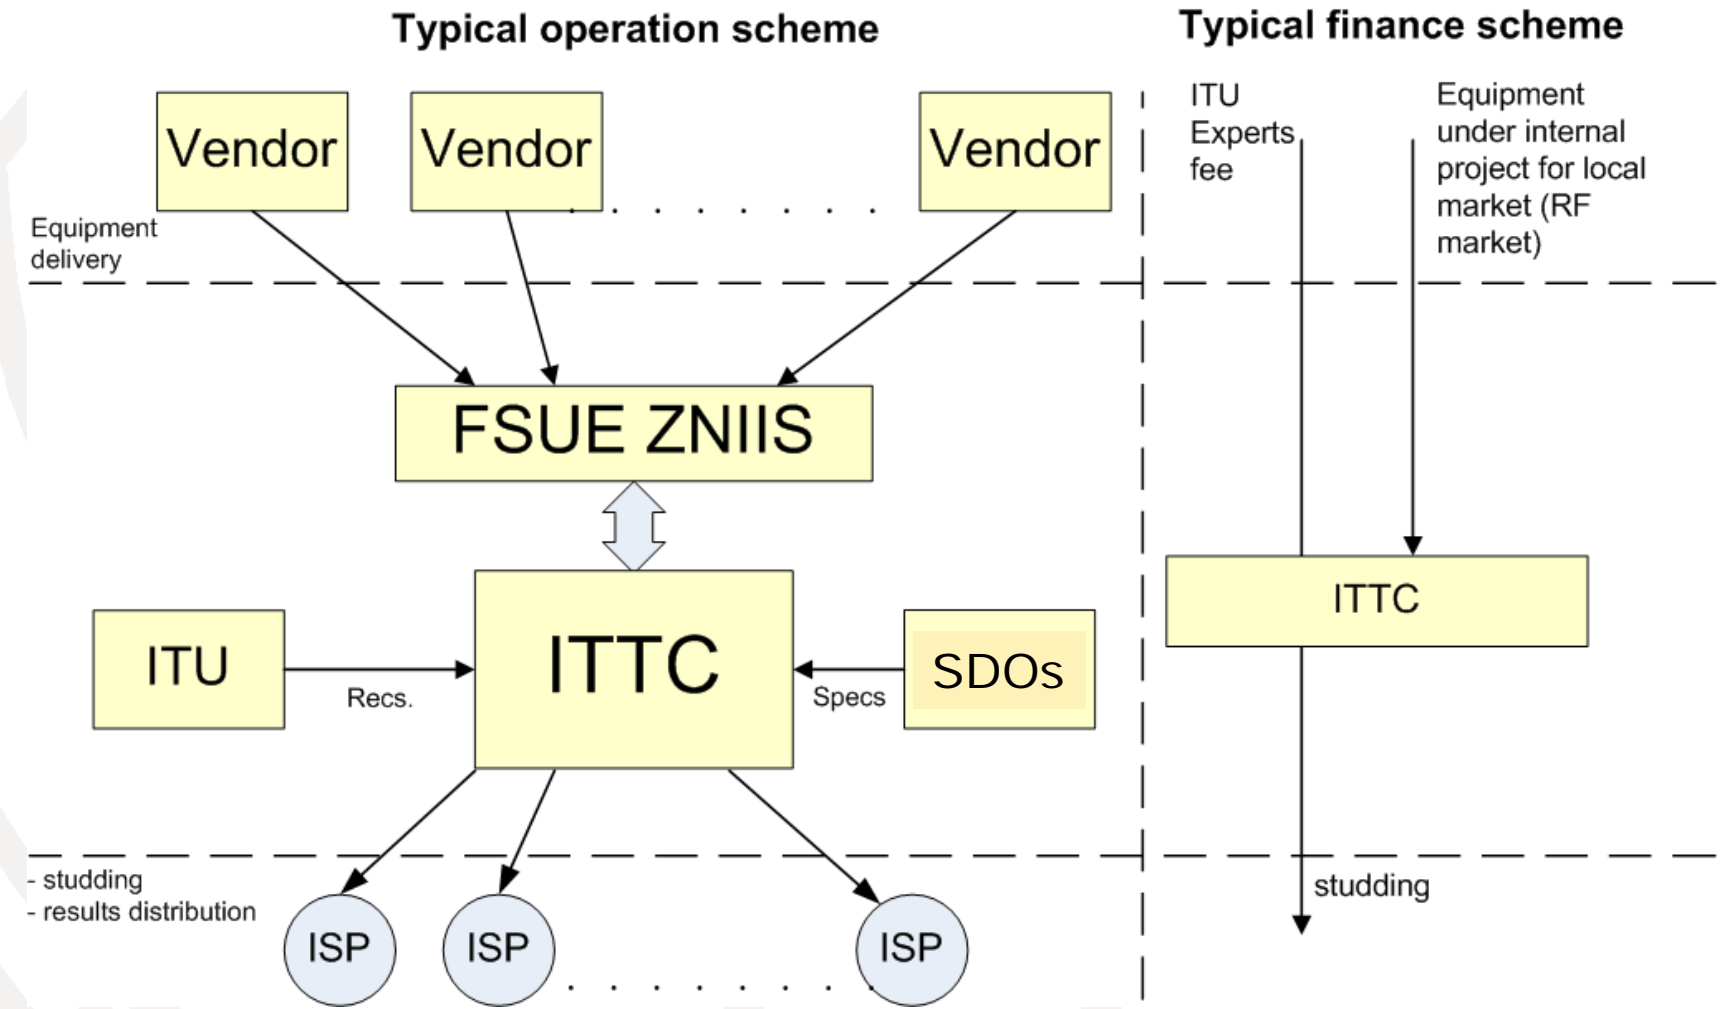 Typical operation scheme
Typical finance scheme
Vendor
Vendor
Vendor
Equipment
delivery
ITU
Experts
fee
Equipment
under internal
project for local
market (RF
market)
FSUE ZNIIS
ITU
Recs.
ITTC
Specs
SDOs
ITTC
- studding
- results distribution
ISP
ISP
ISP
studding